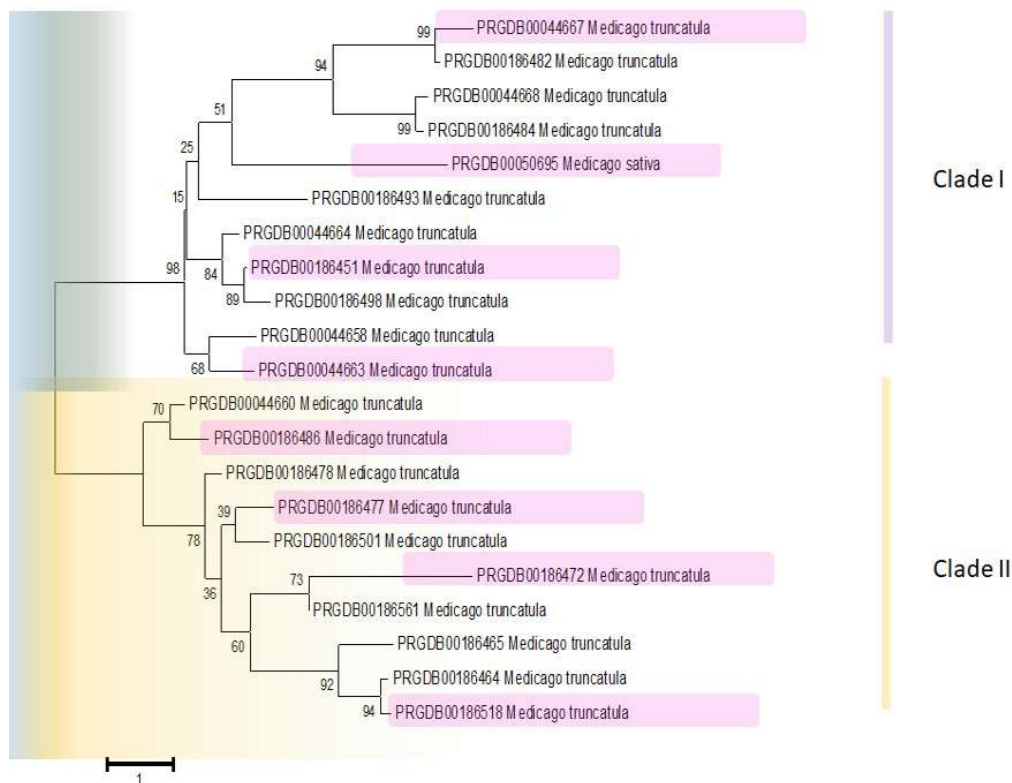 99
PRGDB00044667 Medicago truncatula
PRGDB00186482 Medicago truncatula
94
PRGDB00044668 Medicago truncatula
51
99
PRGDB00186484 Medicago truncatula
25
PRGDB00050695 Medicago sativa
Clade I
15
PRGDB00186493 Medicago truncatula
PRGDB00044664 Medicago truncatula
98
84
PRGDB00186451 Medicago truncatula
89
PRGDB00186498 Medicago truncatula
PRGDB00044658 Medicago truncatula
68
PRGDB00044663 Medicago truncatula
70
PRGDB00044660 Medicago truncatula
PRGDB00186486 Medicago truncatula
PRGDB00186478 Medicago truncatula
39
PRGDB00186477 Medicago truncatula
78
PRGDB00186501 Medicago truncatula
Clade II
73
PRGDB00186472 Medicago truncatula
36
PRGDB00186561 Medicago truncatula
60
PRGDB00186465 Medicago truncatula
92
PRGDB00186464 Medicago truncatula
94
PRGDB00186518 Medicago truncatula
1